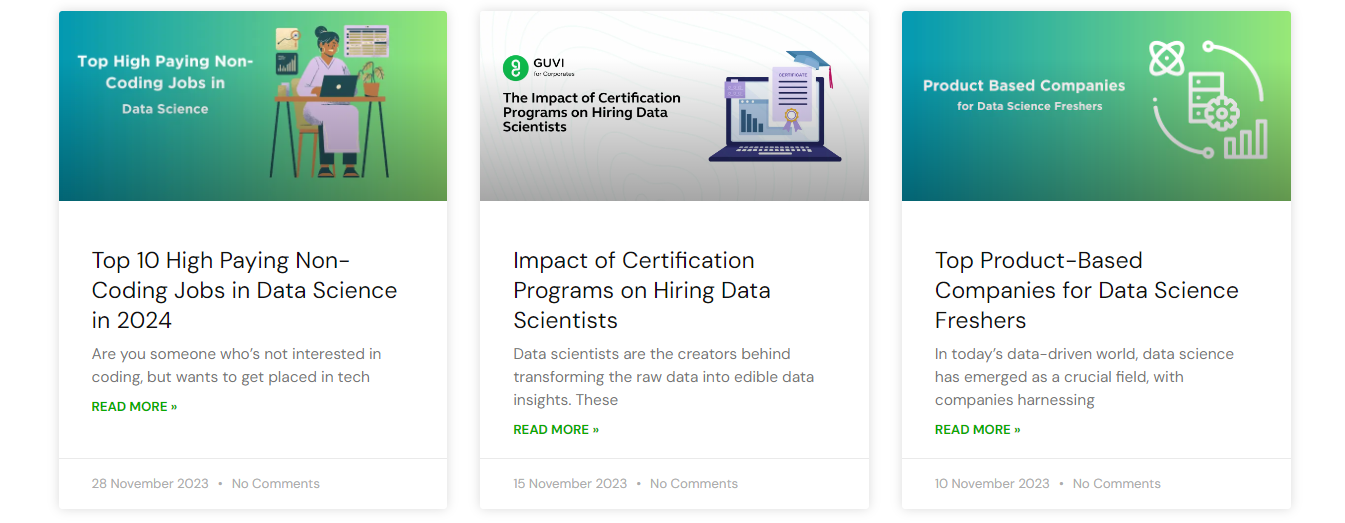 Top High Paying Non-
Coding Jobs in
Data Science
Top 10 High Paying Non-
Coding Jobs in Data Science
in 2024
Are you someone who’s not interested in
coding, but wants to get placed in tech
READ MORE »
28 November 2023 • No Comments
GUVI
for Corporates
The Impact of Certification
Programs on Hiring Data
Scientists
CERTIFICATE
Impact of Certification
Programs on Hiring Data
Scientists
Data scientists are the creators behind
transforming the raw data into edible data
insights. These
READ MORE »
15 November 2023 • No Comments
Product Based Companies
for Data Science Freshers
Top Product-Based
Companies for Data Science
Freshers
In today’s data-driven world, data science
has emerged as a crucial field, with
companies harnessing
READ MORE »
10 November 2023 • No Comments